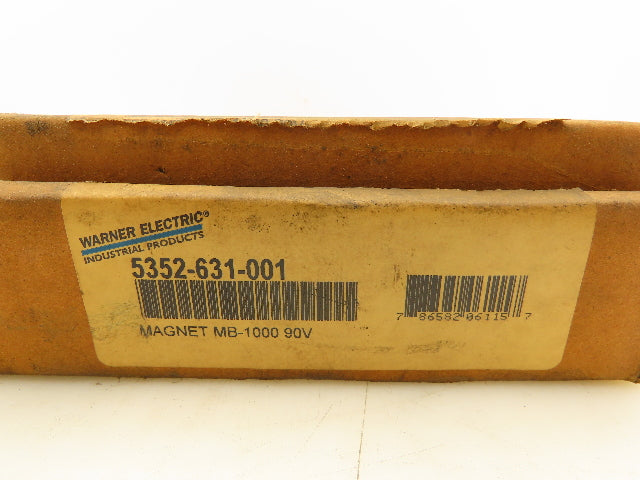 WARNER ELECTRIC®
INDUSTRIAL PRODUCTS
5352-631-001
MAGNET MB-1000 90V
7 86582 06115 7